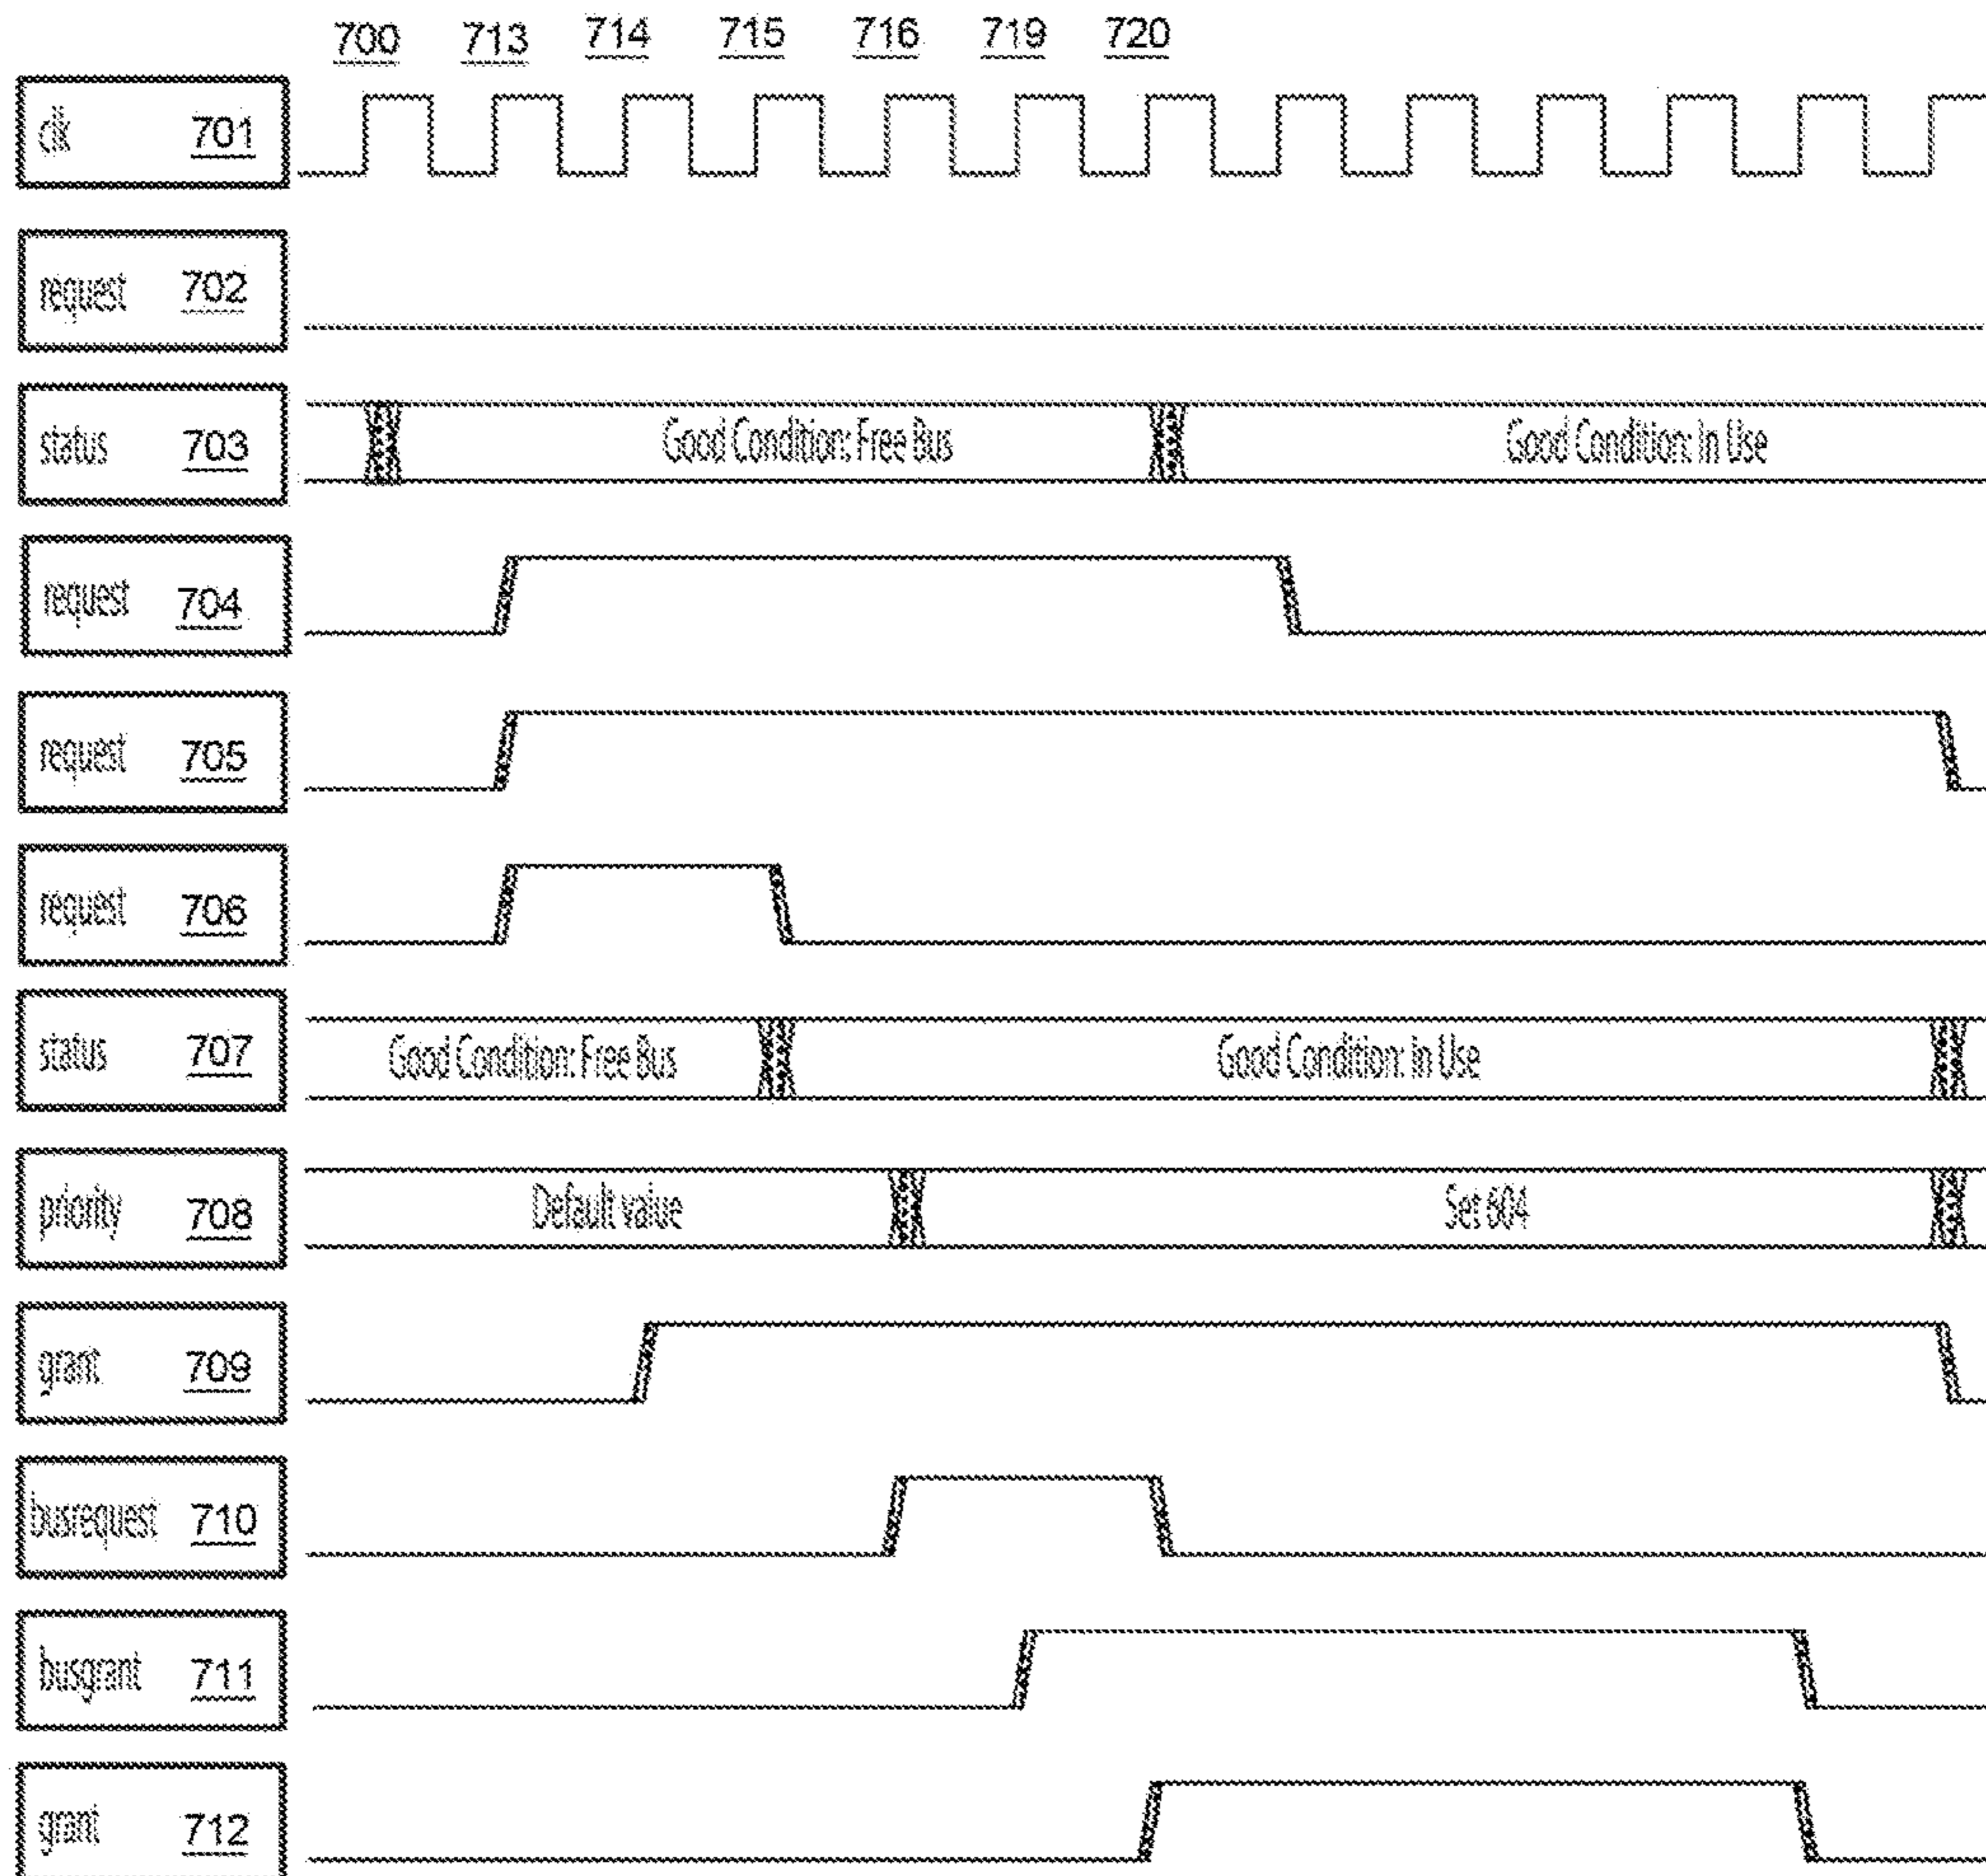 700 713 714 715 716 719 720
clk 701
request 702
status 703 Good Condition: Free Bus Good Condition: In Use
request 704
request 705
request 706
status 707 Good Condition: Free Bus Good Condition: In Use
priority 708 Default value Set 604
grant 709
busrequest 710
busgrant 711
grant 712